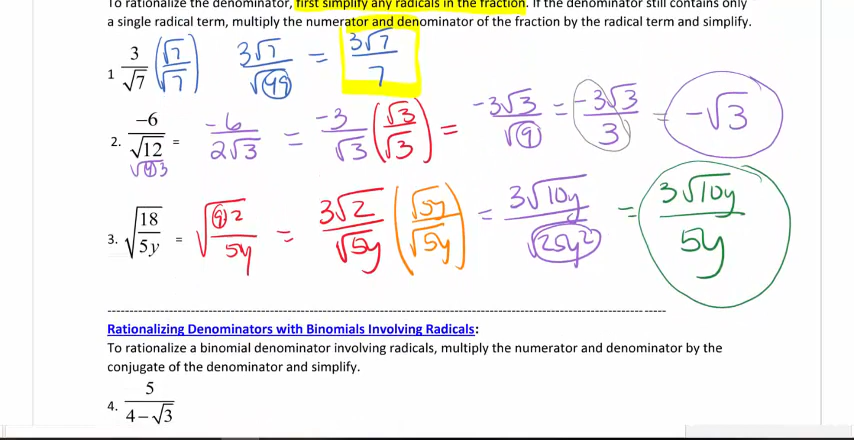 To rationalize the denominator, first simplify any radicals in the fraction. If the denominator still contains only
a single radical term, multiply the numerator and denominator of the fraction by the radical term and simplify.
1 3/√7 (√7/√7) 3√7/√49 = 3√7/7
2. -6/√12 = -6/(2√3) = -3/√3 (√3/√3) = -3√3/√9 = -3√3/3 = -√3
√4·3
3. √(18/5y) = √(9·2/5y) = 3√2/√5y (√5y/√5y) = 3√10y/√25y² = 3√10y/5y
Rationalizing Denominators with Binomials Involving Radicals:
To rationalize a binomial denominator involving radicals, multiply the numerator and denominator by the
conjugate of the denominator and simplify.
4. 5/(4-√3)